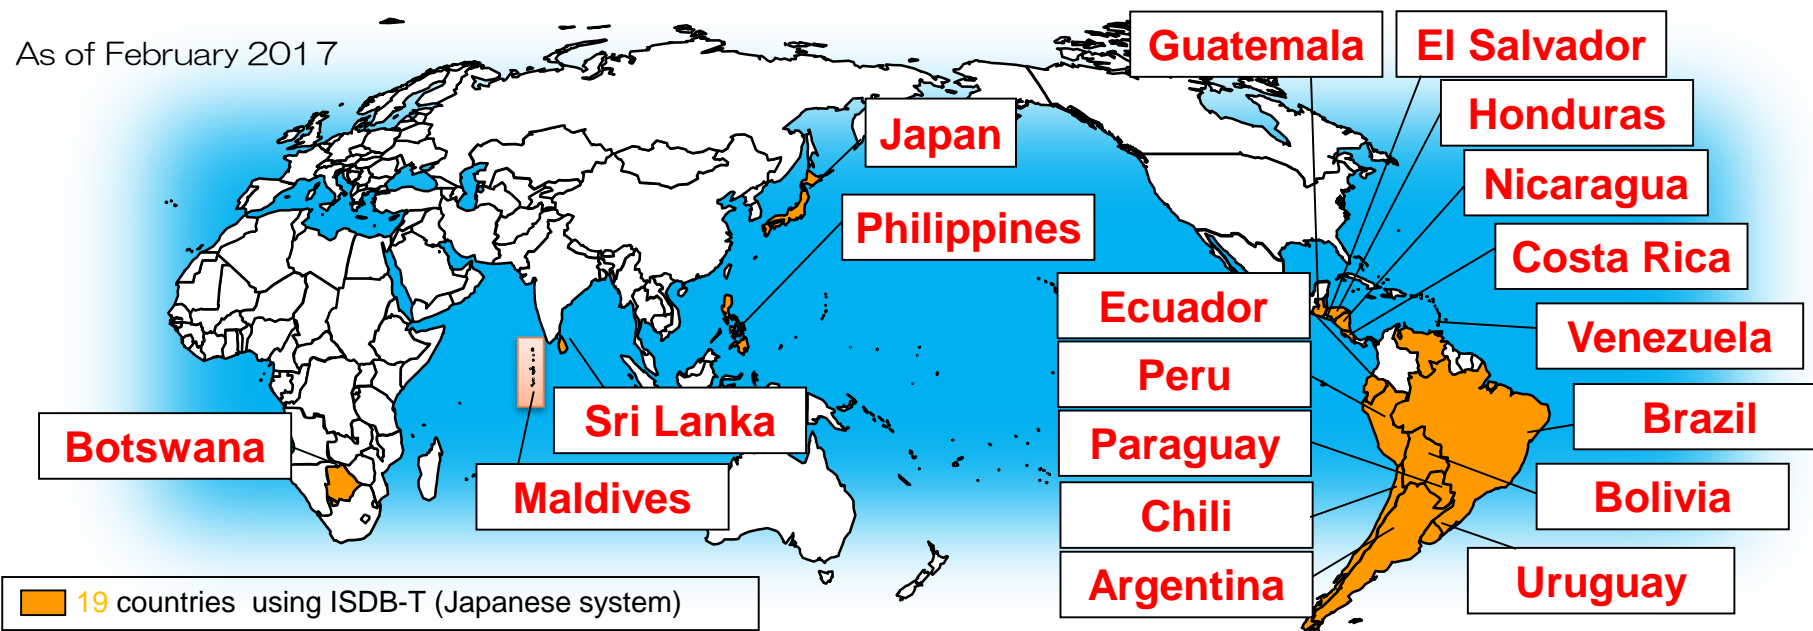 As of February 2017
Guatemala
El Salvador
Honduras
Japan
Nicaragua
Philippines
Costa Rica
Ecuador
Venezuela
Peru
Sri Lanka
Brazil
Botswana
Paraguay
Maldives
Bolivia
Chili
Argentina
Uruguay
19 countries using ISDB-T (Japanese system)